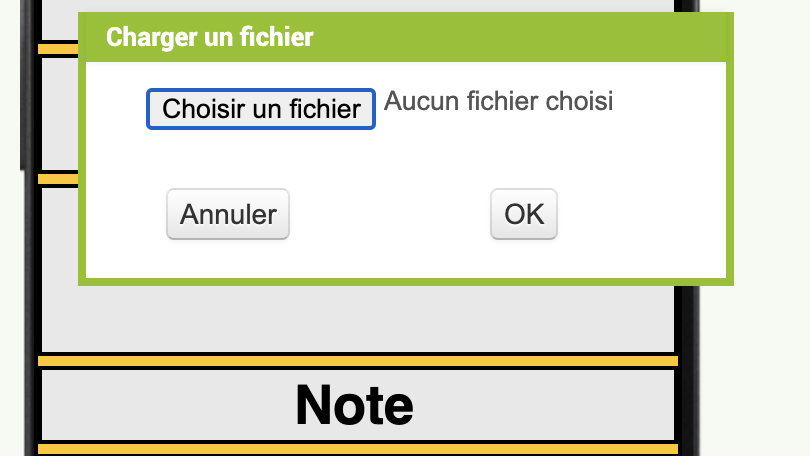 Charger un fichier
Choisir un fichier Aucun fichier choisi
Annuler OK
Note